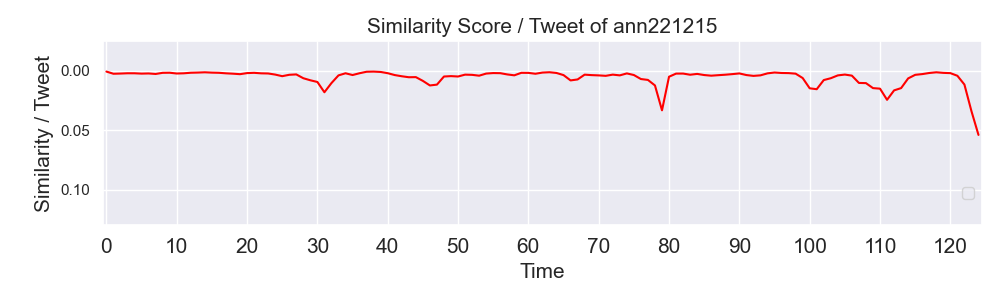 Similarity Score / Tweet of ann221215
Similarity / Tweet
0.00
0.05
0.10
0 10 20 30 40 50 60 70 80 90 100 110 120
Time